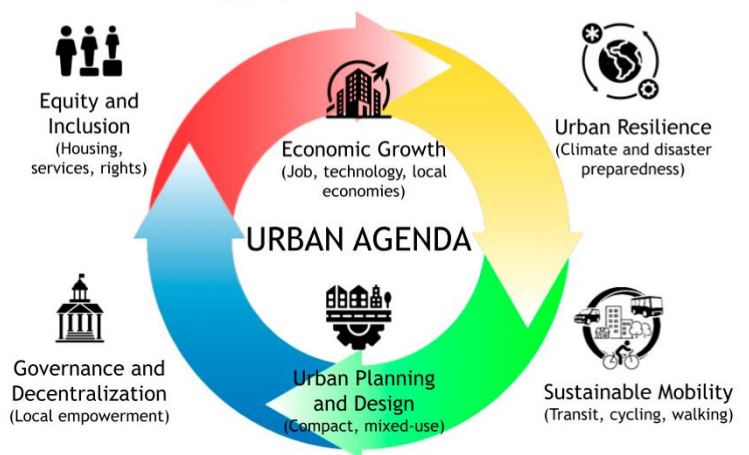 Equity and
Inclusion
(Housing,
services, rights)
Economic Growth
(Job, technology, local
economies)
Urban Resilience
(Climate and disaster
preparedness)
URBAN AGENDA
Governance and
Decentralization
(Local empowerment)
Urban Planning
and Design
(Compact, mixed-use)
Sustainable Mobility
(Transit, cycling, walking)